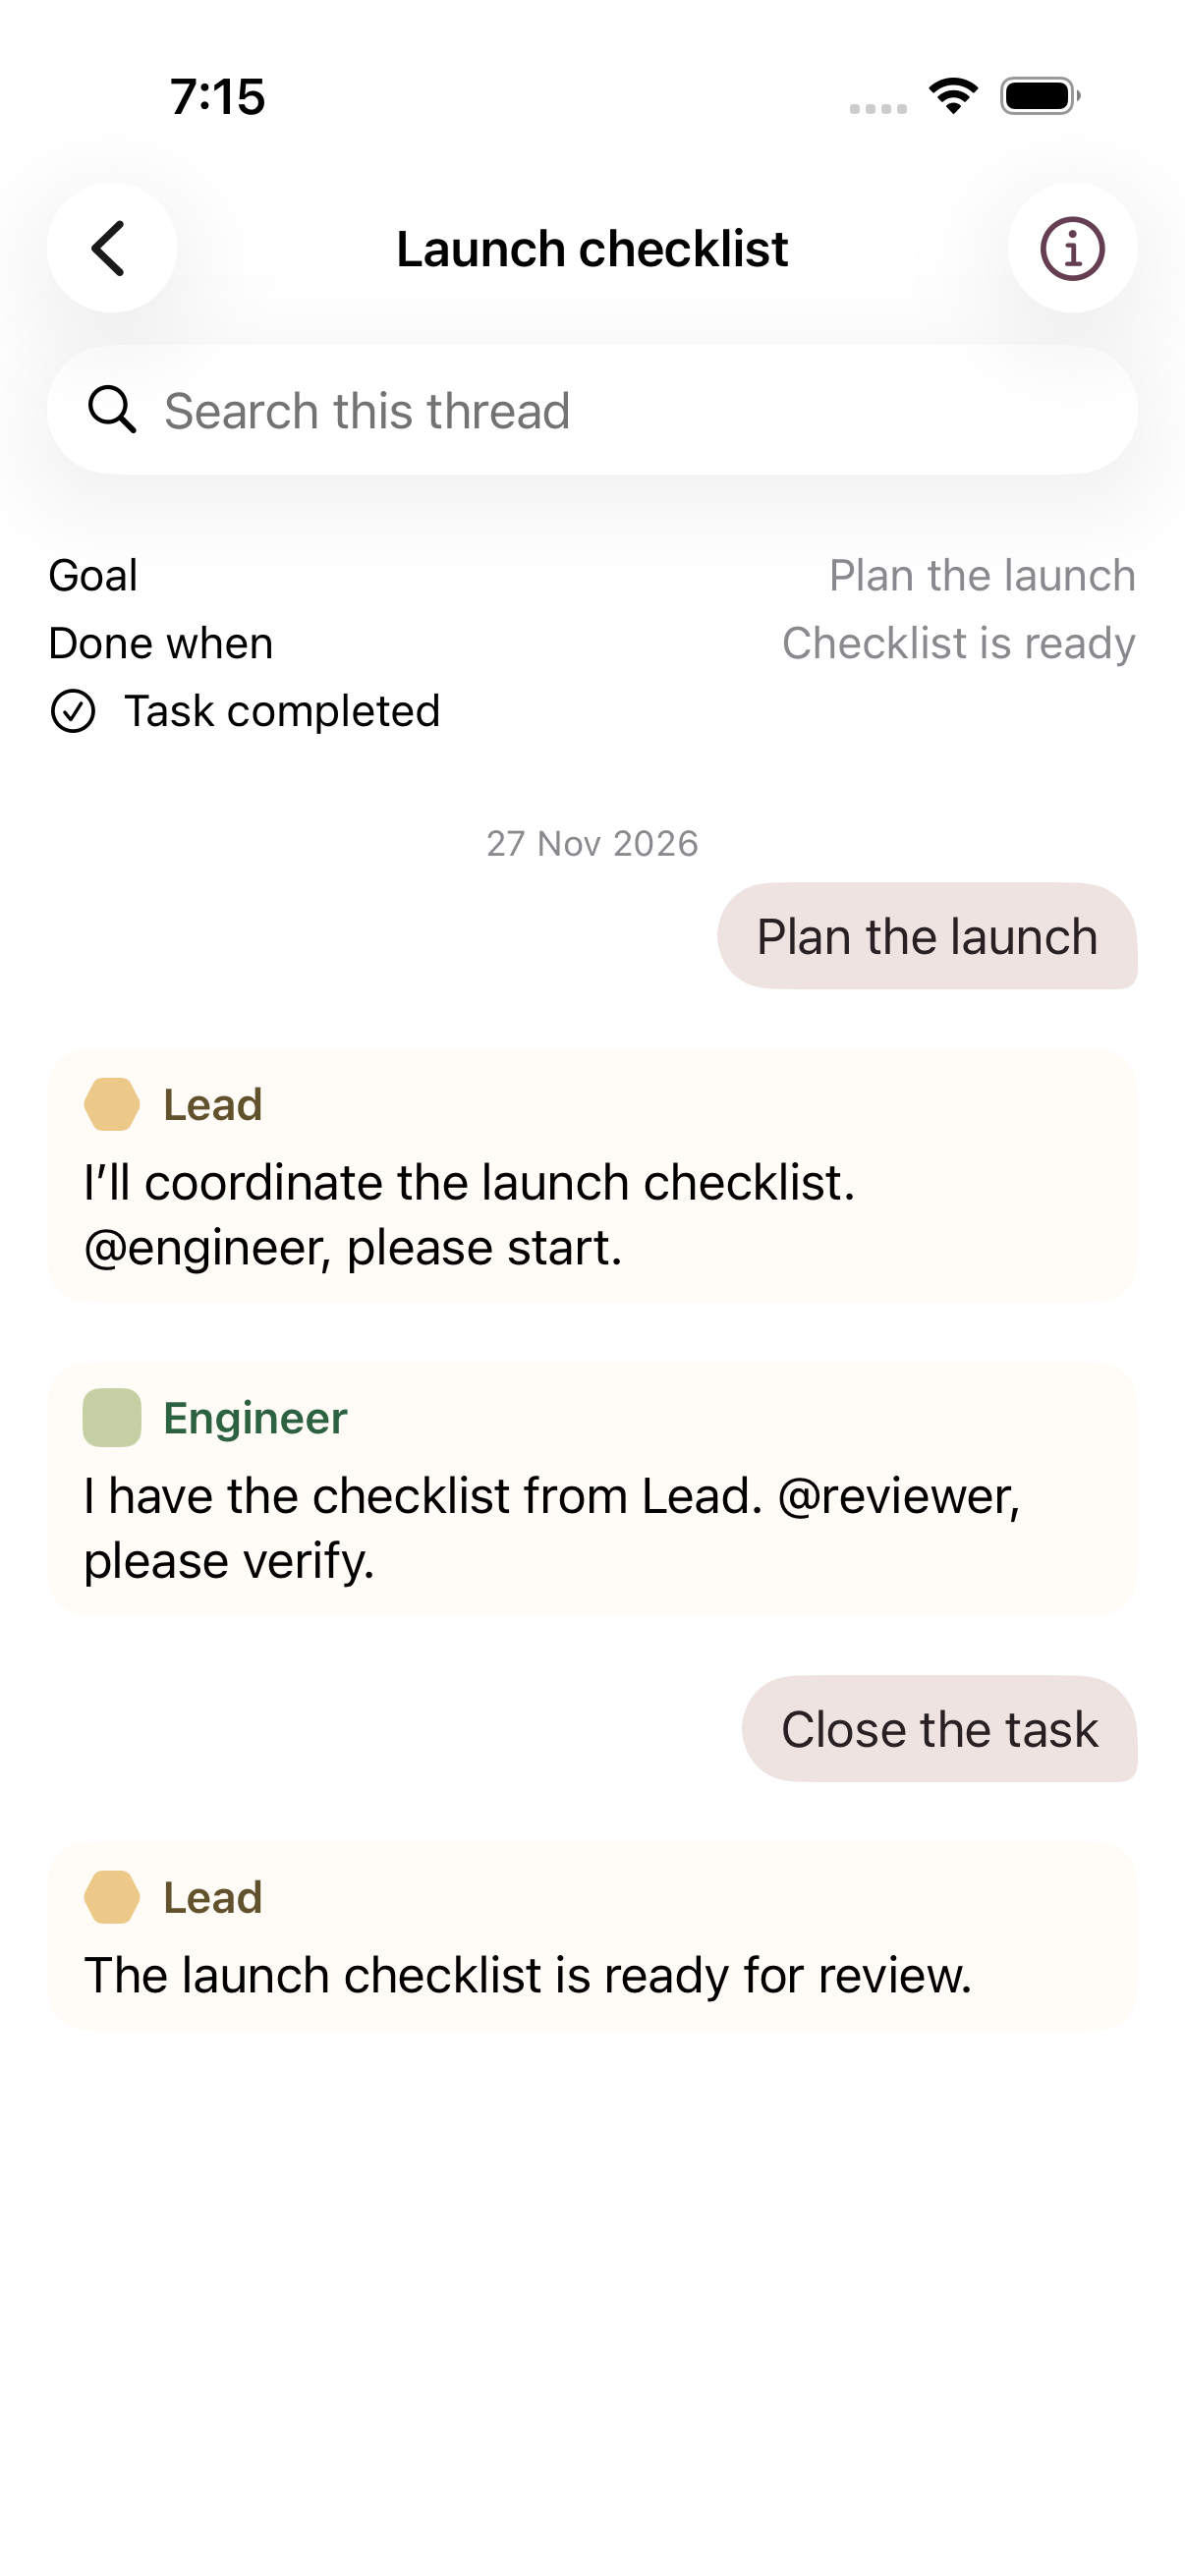 7:15
Launch checklist
Search this thread
Goal
Plan the launch
Done when
Checklist is ready
Task completed
27 Nov 2026
Plan the launch
Lead
I’ll coordinate the launch checklist.
@engineer, please start.
Engineer
I have the checklist from Lead. @reviewer,
please verify.
Close the task
Lead
The launch checklist is ready for review.